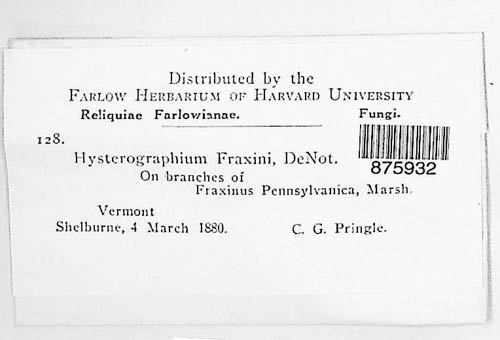 Distributed by the
FARLOW HERBARIUM OF HARVARD UNIVERSITY
Reliquiae Farlowianae. Fungi.
128.
Hysterographium Fraxini, DeNot.
875932
On branches of
Fraxinus Pennsylvanica, Marsh.
Vermont
Shelburne, 4 March 1880. C. G. Pringle.